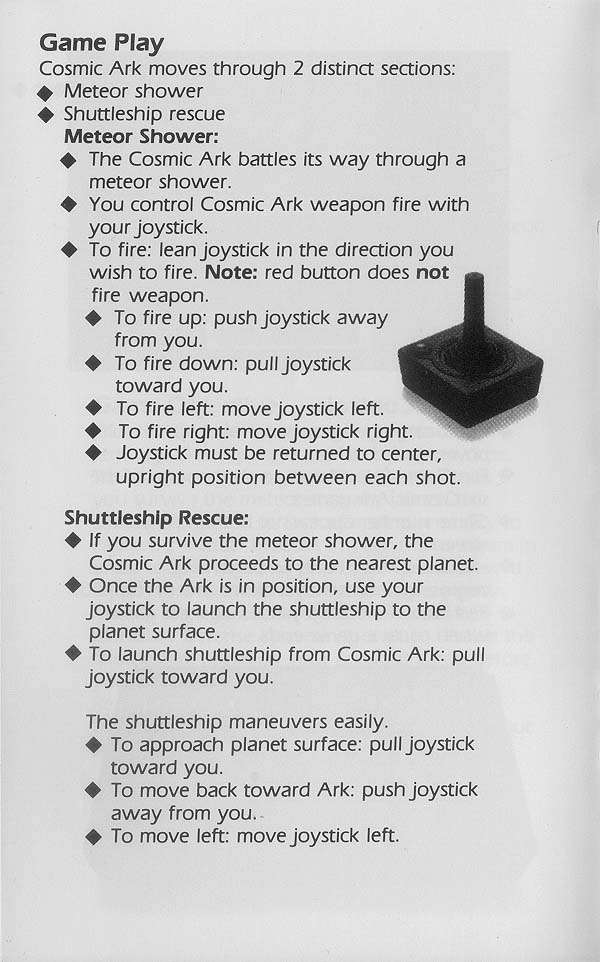 Game Play
Cosmic Ark moves through 2 distinct sections:
◆ Meteor shower
◆ Shuttleship rescue
Meteor Shower:
◆ The Cosmic Ark battles its way through a
meteor shower.
◆ You control Cosmic Ark weapon fire with
your joystick.
◆ To fire: lean joystick in the direction you
wish to fire. Note: red button does not
fire weapon.
◆ To fire up: push joystick away
from you.
◆ To fire down: pull joystick
toward you.
◆ To fire left: move joystick left.
◆ To fire right: move joystick right.
◆ Joystick must be returned to center,
upright position between each shot.
Shuttleship Rescue:
◆ If you survive the meteor shower, the
Cosmic Ark proceeds to the nearest planet.
◆ Once the Ark is in position, use your
joystick to launch the shuttleship to the
planet surface.
◆ To launch shuttleship from Cosmic Ark: pull
joystick toward you.
The shuttleship maneuvers easily.
◆ To approach planet surface: pull joystick
toward you.
◆ To move back toward Ark: push joystick
away from you.
◆ To move left: move joystick left.